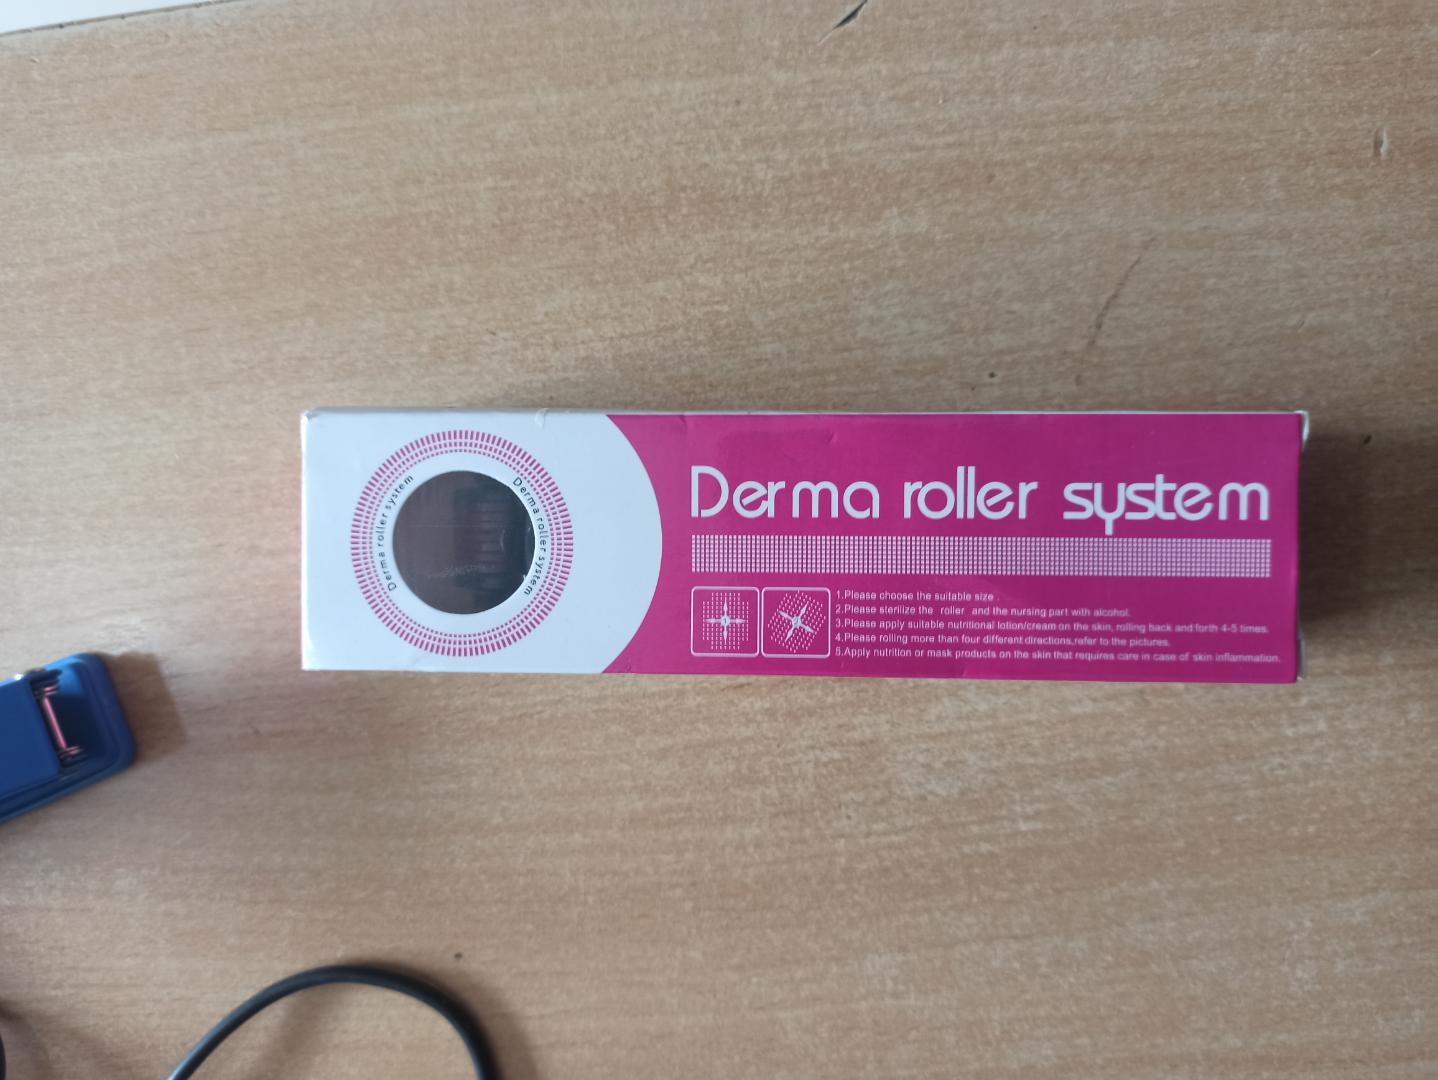 Derma roller system
Derma roller system
Derma roller system
1.Please choose the suitable size .
2.Please sterilize the roller and the nursing part with alcohol.
3.Please apply suitable nutritional lotion/cream on the skin, rolling back and forth 4-5 times.
4.Please rolling more than four different directions,refer to the pictures.
5.Apply nutrition or mask products on the skin that requires care in case of skin inflammation.